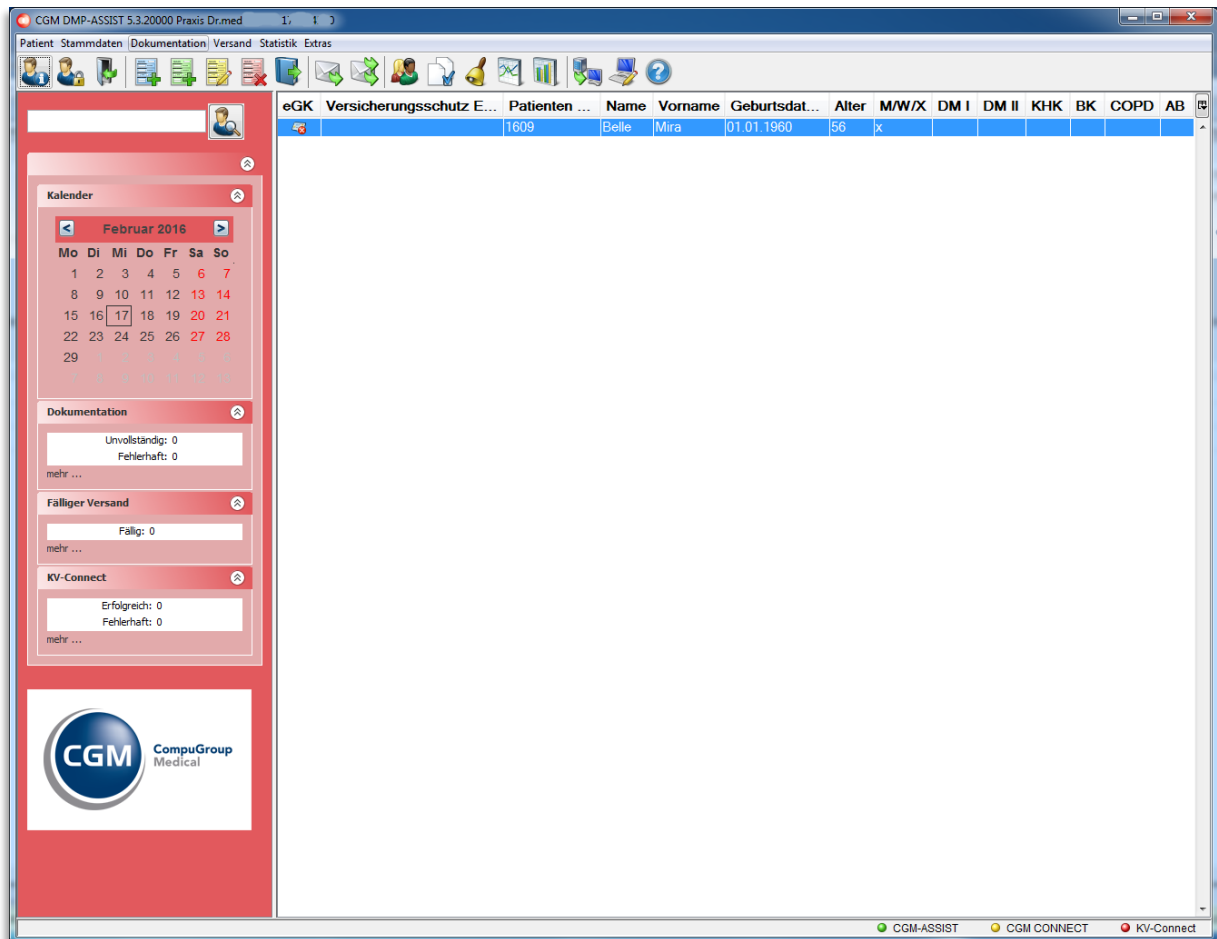 CGM DMP-ASSIST 5.3.20000 Praxis Dr.med
Patient Stammdaten Dokumentation Versand Statistik Extras
eGK Versicherungsschutz E... Patienten ... Name Vorname Geburtsdat... Alter M/W/X DM I DM II KHK BK COPD AB
1609 Belle Mira 01.01.1960 56 x
Kalender
< Februar 2016 >
Mo Di Mi Do Fr Sa So
1 2 3 4 5 6 7
8 9 10 11 12 13 14
15 16 17 18 19 20 21
22 23 24 25 26 27 28
29
Dokumentation
Unvollständig: 0
Fehlerhaft: 0
mehr ...
Fälliger Versand
Fällig: 0
mehr ...
KV-Connect
Erfolgreich: 0
Fehlerhaft: 0
mehr ...
CGM CompuGroup
Medical
CGM-ASSIST CGM CONNECT KV-Connect